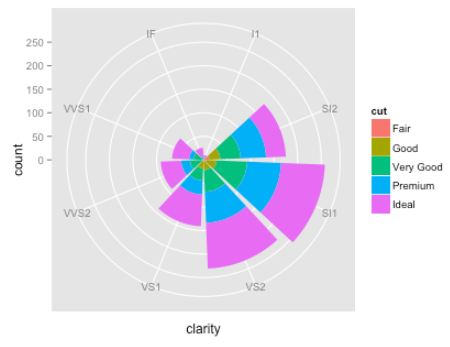 IF
I1
250
200
150
100
50
0
VVS1
SI2
count
cut
Fair
Good
Very Good
Premium
Ideal
VVS2
SI1
VS1
VS2
clarity